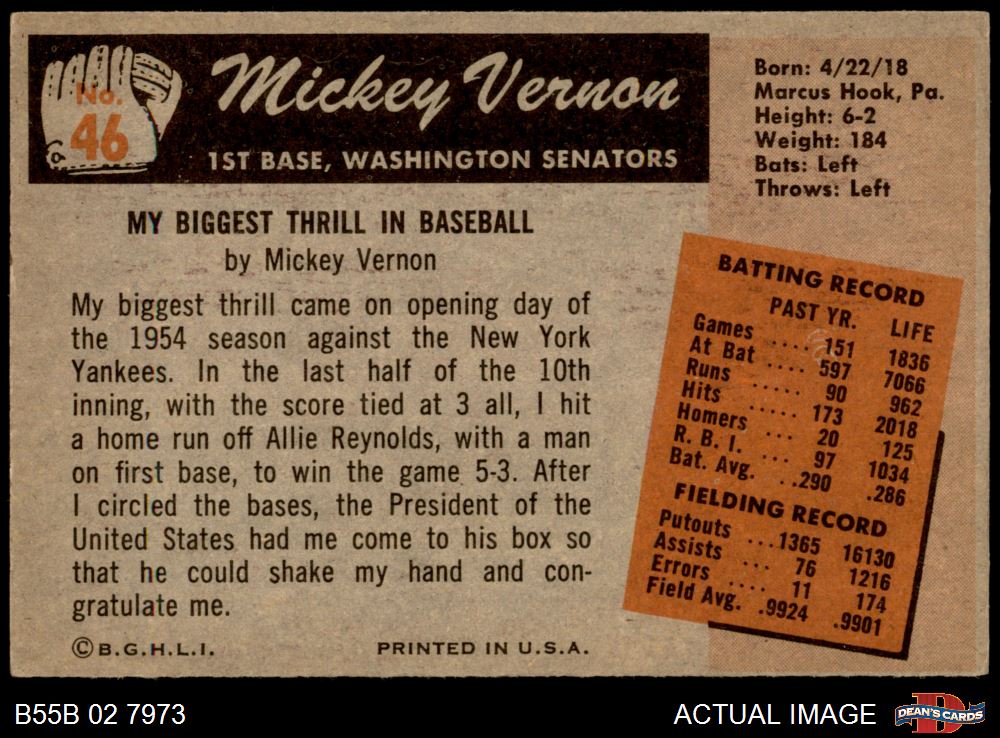 No.
46
Mickey Vernon
1ST BASE, WASHINGTON SENATORS
Born: 4/22/18
Marcus Hook, Pa.
Height: 6-2
Weight: 184
Bats: Left
Throws: Left
MY BIGGEST THRILL IN BASEBALL
by Mickey Vernon
My biggest thrill came on opening day of
the 1954 season against the New York
Yankees. In the last half of the 10th
inning, with the score tied at 3 all, I hit
a home run off Allie Reynolds, with a man
on first base, to win the game 5-3. After
I circled the bases, the President of the
United States had me come to his box so
that he could shake my hand and con-
gratulate me.
©B.G.H.L.I. PRINTED IN U.S.A.
BATTING RECORD
PAST YR. LIFE
Games .... 151 1836
At Bat .... 597 7066
Runs ..... 90 962
Hits ..... 173 2018
Homers ... 20 125
R. B. I. ... 97 1034
Bat. Avg. ..290 .286
FIELDING RECORD
Putouts ...1365 16130
Assists ... 76 1216
Errors .... 11 174
Field Avg. .9924 .9901
B55B 02 7973 ACTUAL IMAGE DEAN'S CARDS